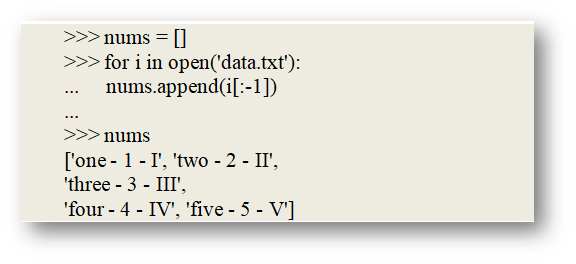 >>> nums = []
>>> for i in open('data.txt'):
...     nums.append(i[:-1])
...
>>> nums
['one - 1 - I', 'two - 2 - II',
'three - 3 - III',
'four - 4 - IV', 'five - 5 - V']